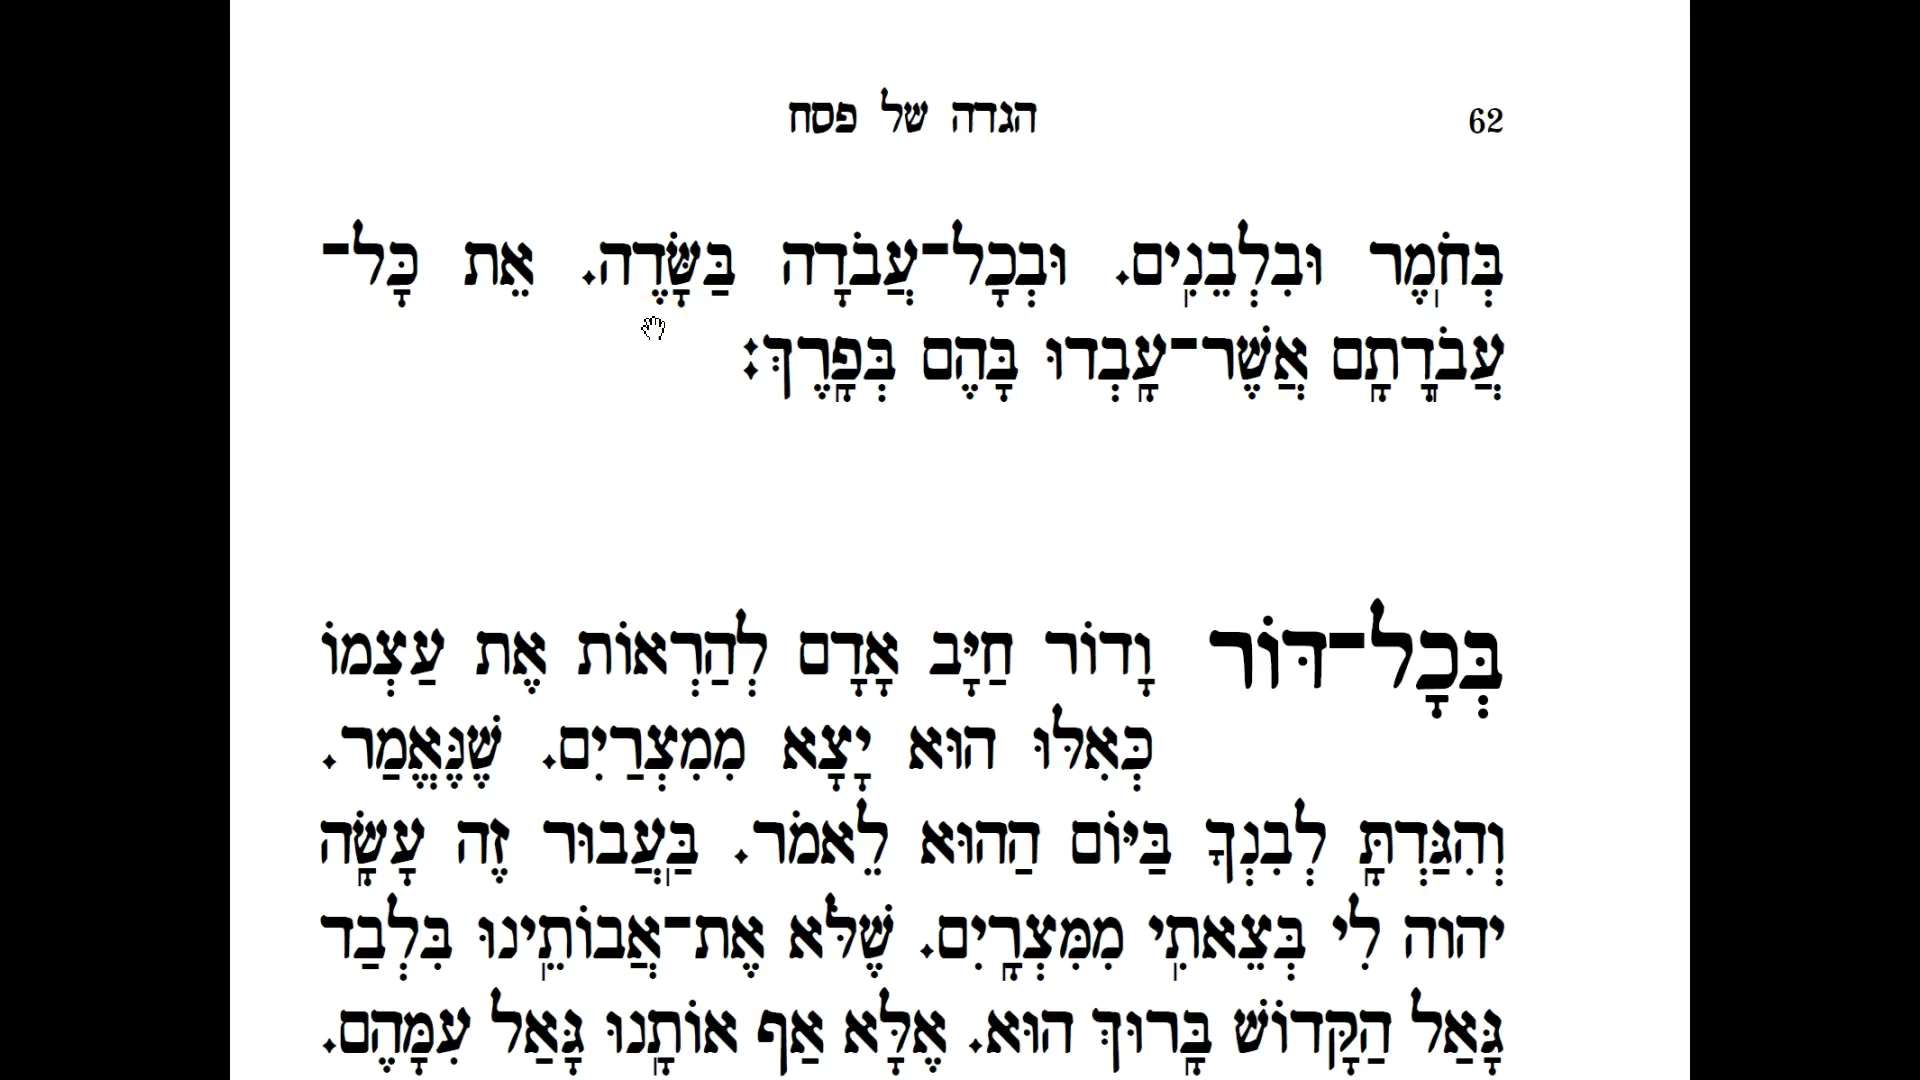 62 הגדה של פסח
בְּחֹֽמֶר וּבִלְבֵנִֽים. וּבְכָל־עֲבֹדָה בַּשָּׂדֶה. אֵת כָּל־
עֲבֹדָתָֽם אֲשֶׁר־עָֽבְדוּ בָּהֶם בְּפָֽרֶךְ:
בְּכָל־דּוֹר וָדוֹר חַיָּב אָדָם לְהַרְאוֹת אֶת עַצְמוֹ
כְּאִלּוּ הוּא יָצָא מִמִצְרַיִם. שֶׁנֶּאֱמַר.
וְהִגַּדְתָּֽ לְבִנְךָ בַּיּוֹם הַהוּא לֵאמֹר. בַּֽעֲבוּר זֶה עָשָֽׂה
יהוה לִי בְּצֵאתִֽי מִמִּצְרָֽיִם. שֶׁלֹּא אֶת־אֲבוֹתֵֽינוּ בִּלְבַד
גָּאַל הַקָּדוֹשׁ בָּרוּךְ הוּא. אֶלָּא אַף אוֹתָֽנוּ גָּאַל עִמָּהֶם.